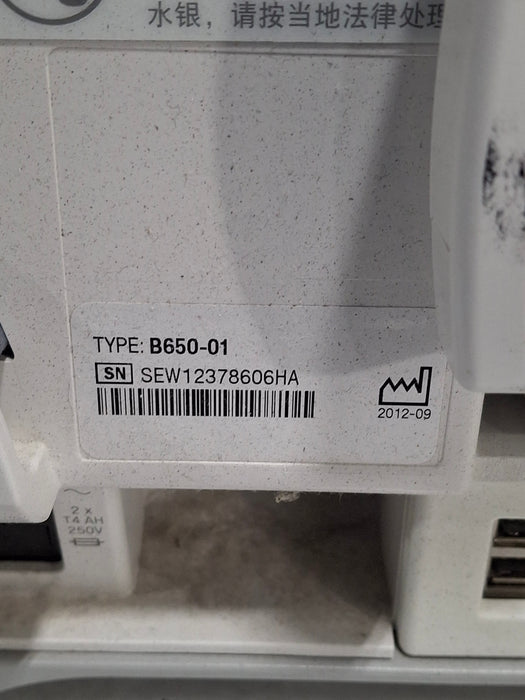 水银，请按当地法律处理
TYPE: B650-01
SN SEW12378606HA
2012-09
2 x
T4 AH
250V